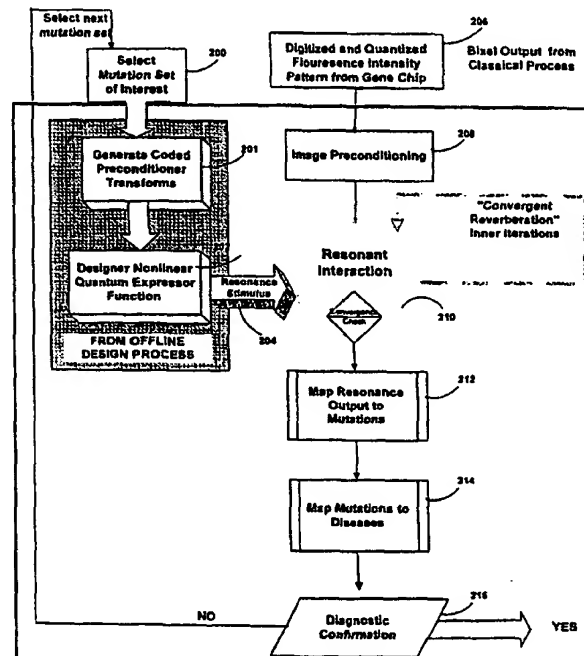 Select next
mutation set
200
Select
Mutation Set
of Interest
206
Digitized and Quantized
Flouresence Intensity
Pattern from Gene Chip
Bixel Output from
Classical Process
201
Generate Coded
Preconditioner
Transforms
208
Image Preconditioning
"Convergent
Reverberation"
Inner Iterations
Designer Nonlinear
Quantum Expressor
Function
Resonance
Stimulus
204
FROM OFFLINE
DESIGN PROCESS
Resonant
Interaction
Convergence
Check
210
212
Map Resonance
Output to
Mutations
214
Map Mutations to
Diseases
216
Diagnostic
Confirmation
NO
YES